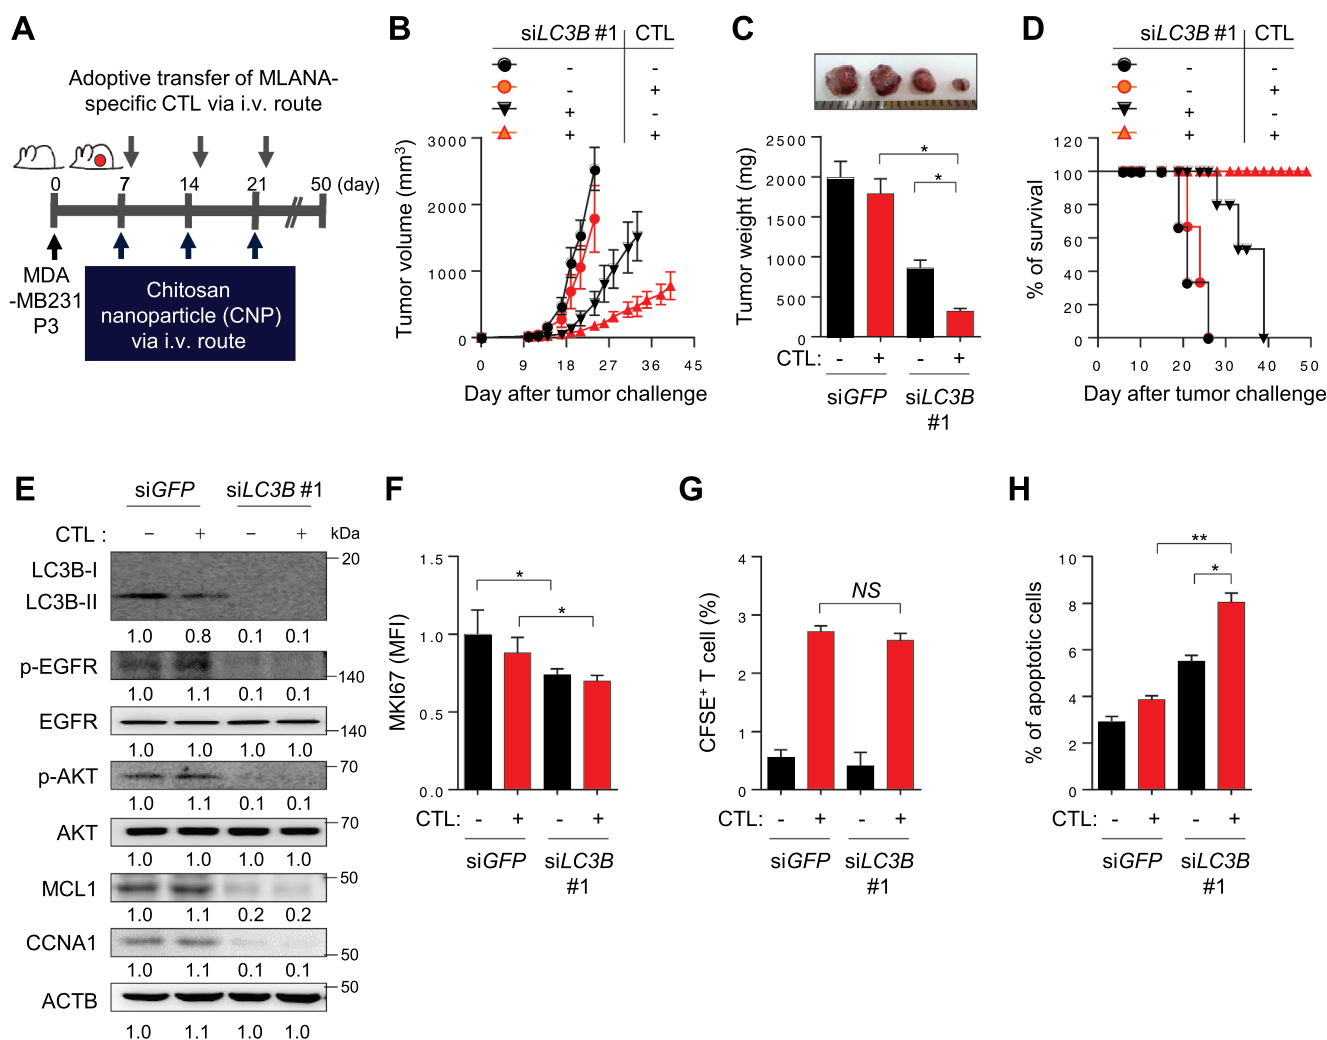 A
Adoptive transfer of MLANA-
specific CTL via i.v. route
0 7 14 21 50 (day)
MDA
-MB231
P3
Chitosan
nanoparticle (CNP)
via i.v. route
B
siLC3B #1 CTL
- -
- +
+ -
+ +
Tumor volume (mm3)
3000
2000
1000
0
0 9 18 27 36 45
Day after tumor challenge
C
Tumor weight (mg)
2500
2000
1500
1000
500
0
*
*
CTL: - + - +
siGFP siLC3B
#1
D
siLC3B #1 CTL
- -
- +
+ -
+ +
% of survival
120
100
80
60
40
20
0
0 10 20 30 40 50
Day after tumor challenge
E
siGFP siLC3B #1
CTL : − + − + kDa
20
LC3B-I
LC3B-II
1.0 0.8 0.1 0.1
p-EGFR
140
1.0 1.1 0.1 0.1
EGFR
140
1.0 1.0 1.0 1.0
70
p-AKT
1.0 1.1 0.1 0.1
70
AKT
1.0 1.0 1.0 1.0
50
MCL1
1.0 1.1 0.2 0.2
CCNA1
50
1.0 1.1 0.1 0.1
50
ACTB
1.0 1.1 1.0 1.0
F
MKI67 (MFI)
1.5
1.0
0.5
0.0
*
*
CTL: - + - +
siGFP siLC3B
#1
G
CFSE+ T cell (%)
4
3
2
1
0
NS
CTL: - + - +
siGFP siLC3B
#1
H
% of apoptotic cells
10
8
6
4
2
0
**
*
CTL: - + - +
siGFP siLC3B
#1